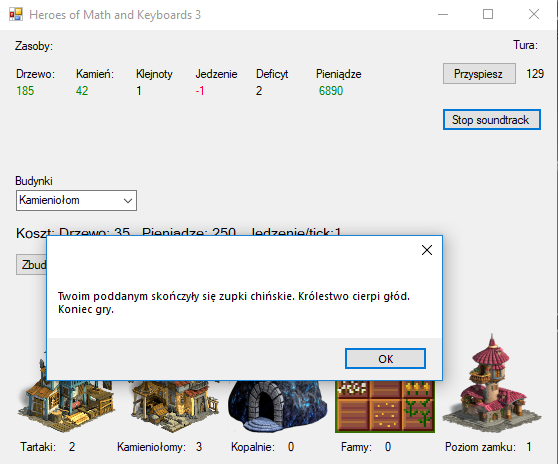 Heroes of Math and Keyboards 3
Zasoby: Tura:
Drzewo: Kamień: Klejnoty Jedzenie Deficyt Pieniądze Przyspiesz 129
185 42 1 -1 2 6890
Stop soundtrack
Budynki
Kamieniołom
Koszt: Drzewo: 35 Pieniądze: 250 Jedzenie/tick:1
Zbud
Twoim poddanym skończyły się zupki chińskie. Królestwo cierpi głód.
Koniec gry.
OK
Tartaki: 2 Kamieniołomy: 3 Kopalnie: 0 Farmy: 0 Poziom zamku: 1